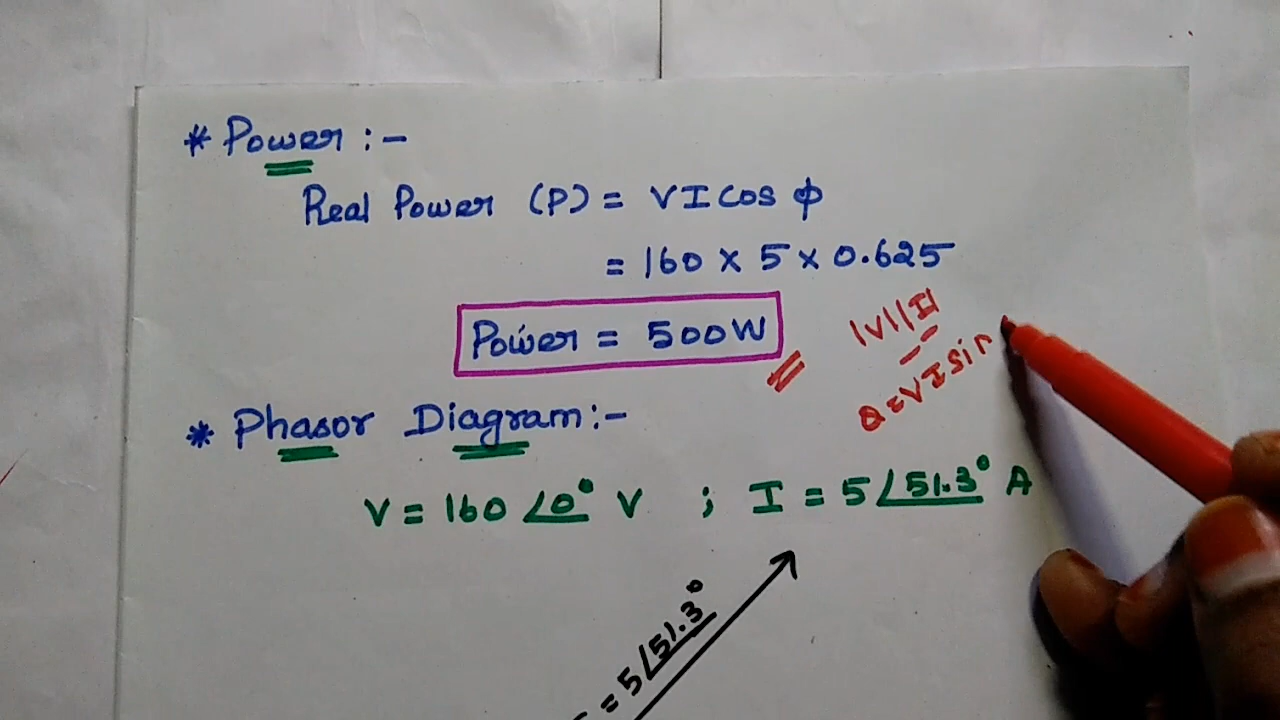 * Power :-
Real Power (P) = VI cos ϕ
= 160 × 5 × 0.625
Power = 500W
|V||I|
Q = VI sin
* Phasor Diagram :-
V = 160 ∠0° V ; I = 5 ∠51.3° A
= 5 ∠51.3°